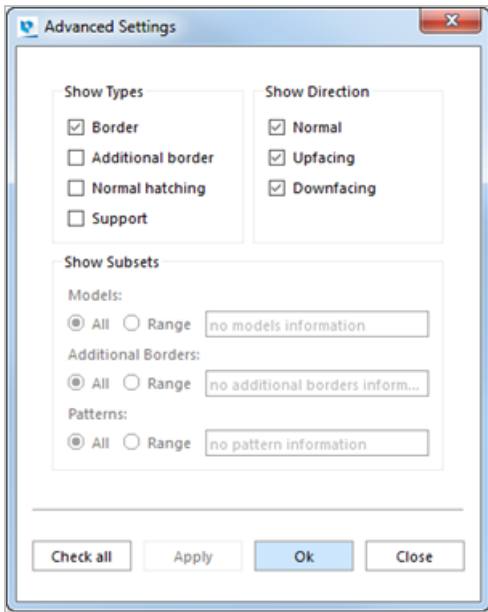 Advanced Settings
Show Types
Border
Additional border
Normal hatching
Support
Show Direction
Normal
Upfacing
Downfacing
Show Subsets
Models:
All Range no models information
Additional Borders:
All Range no additional borders inform...
Patterns:
All Range no pattern information
Check all Apply Ok Close